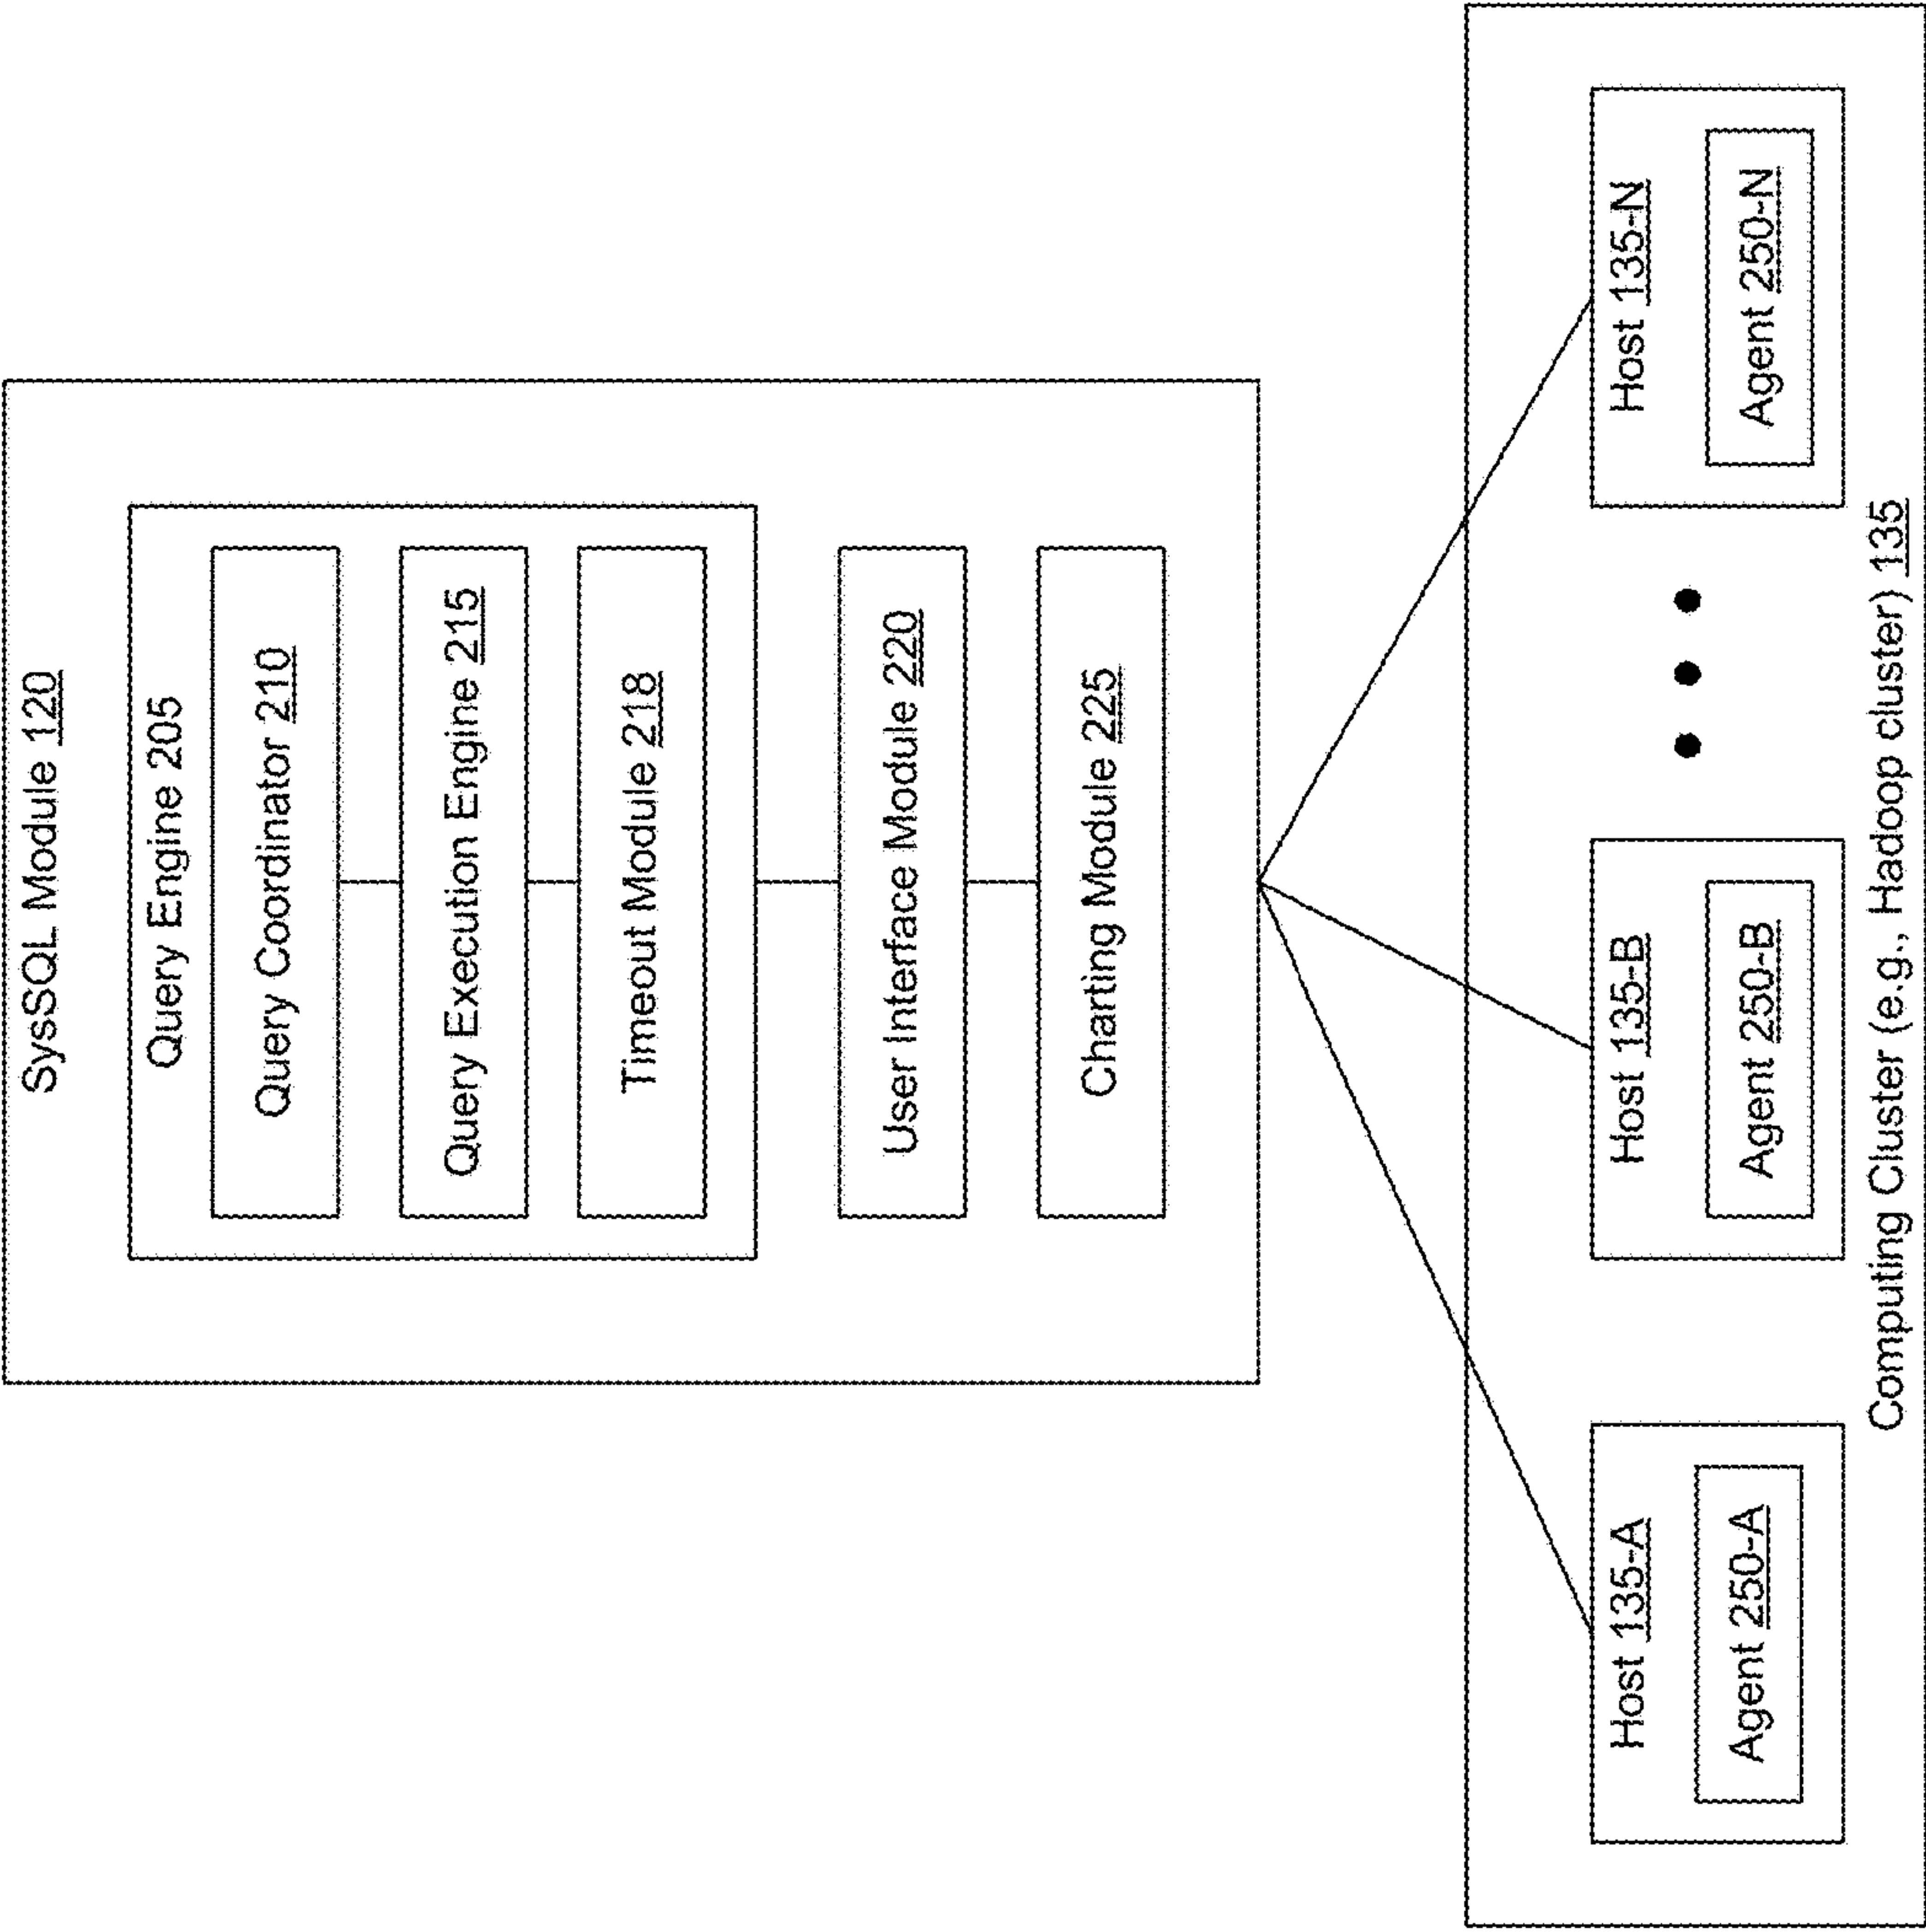 SysSQL Module 120
Query Engine 205
Query Coordinator 210
Query Execution Engine 215
Timeout Module 218
User Interface Module 220
Charting Module 225
Host 135-A
Agent 250-A
Host 135-B
Agent 250-B
Host 135-N
Agent 250-N
Computing Cluster (e.g., Hadoop cluster) 135